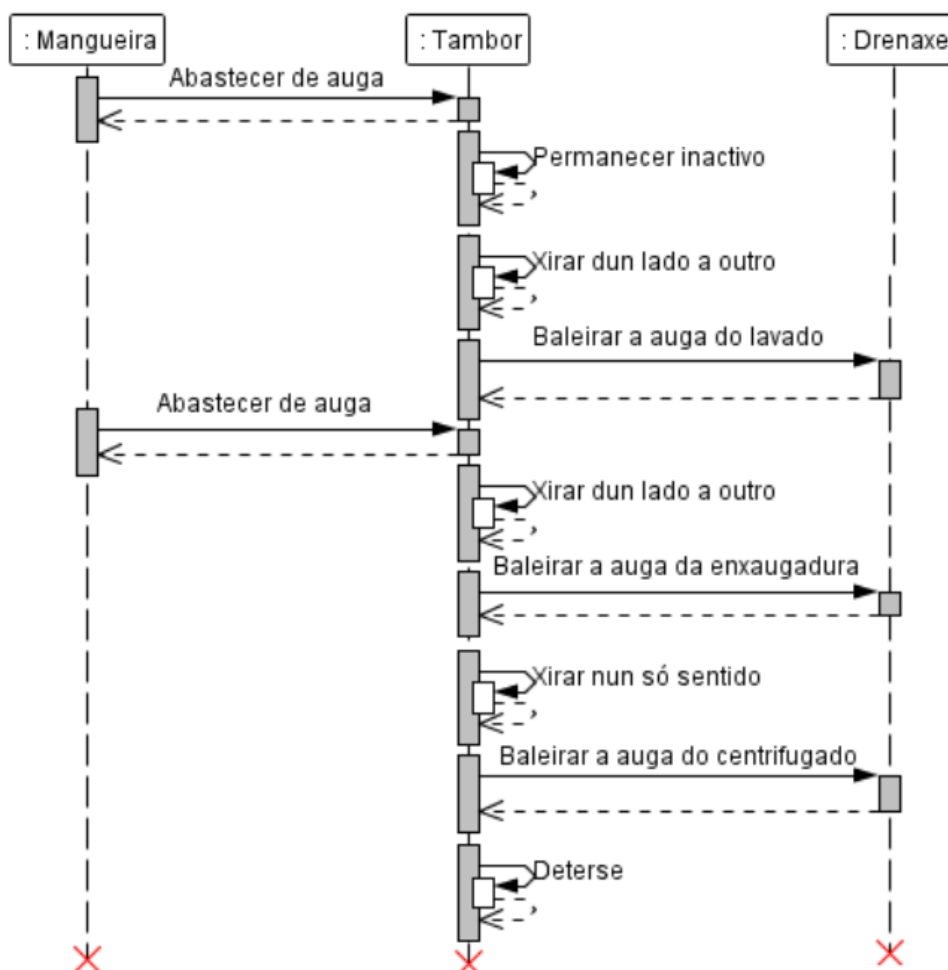 : Mangueira
: Tambor
: Drenaxe
Abastecer de auga
Permanecer inactivo
Xirar dun lado a outro
Baleirar a auga do lavado
Abastecer de auga
Xirar dun lado a outro
Baleirar a auga da enxaugadura
Xirar nun só sentido
Baleirar a auga do centrifugado
Deterse